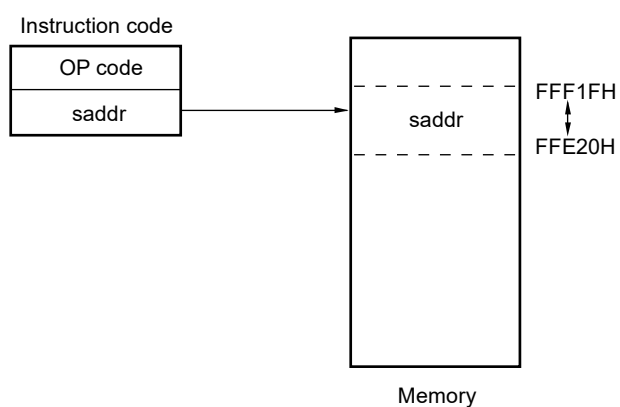 Instruction code
OP code
saddr
saddr
FFF1FH
FFE20H
Memory